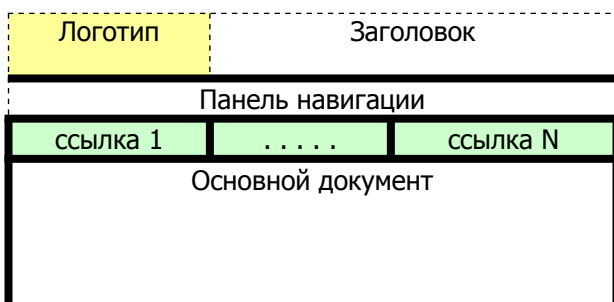 Логотип Заголовок
Панель навигации
ссылка 1 . . . . . ссылка N
Основной документ